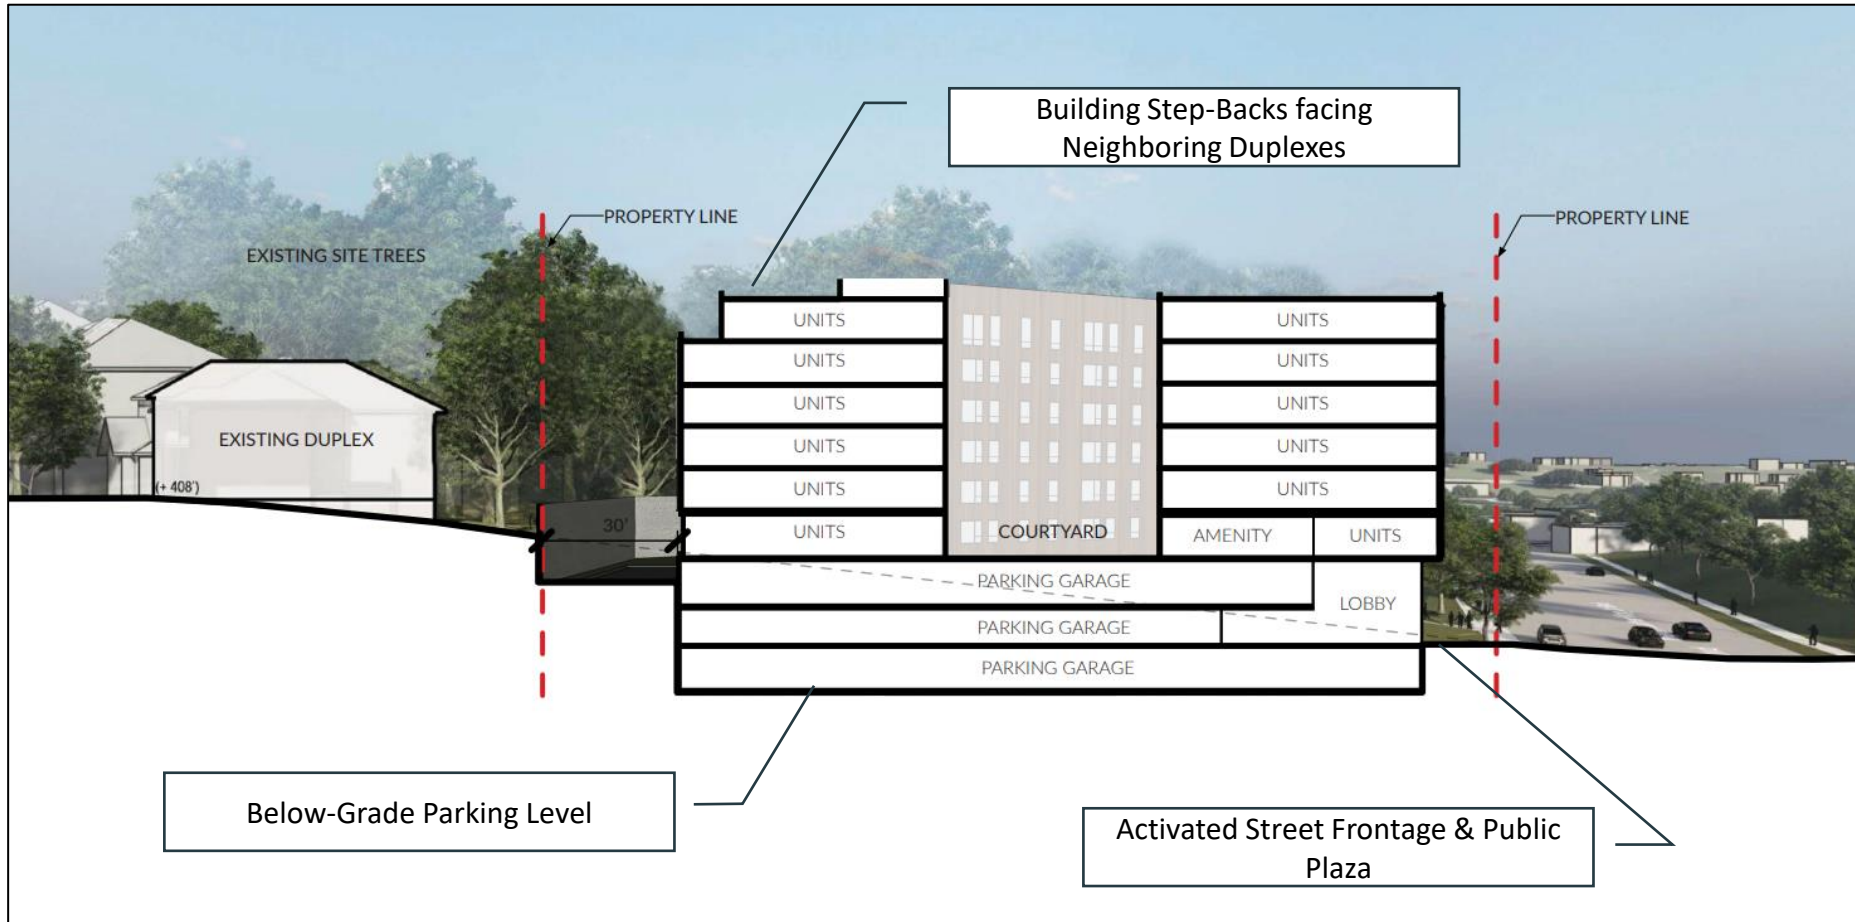 Building Step-Backs facing
Neighboring Duplexes
PROPERTY LINE
PROPERTY LINE
EXISTING SITE TREES
UNITS
UNITS
UNITS
UNITS
UNITS
UNITS
UNITS
UNITS
EXISTING DUPLEX
UNITS
UNITS
(+ 408')
30'
UNITS
COURTYARD
AMENITY
UNITS
PARKING GARAGE
LOBBY
PARKING GARAGE
PARKING GARAGE
Below-Grade Parking Level
Activated Street Frontage & Public
Plaza